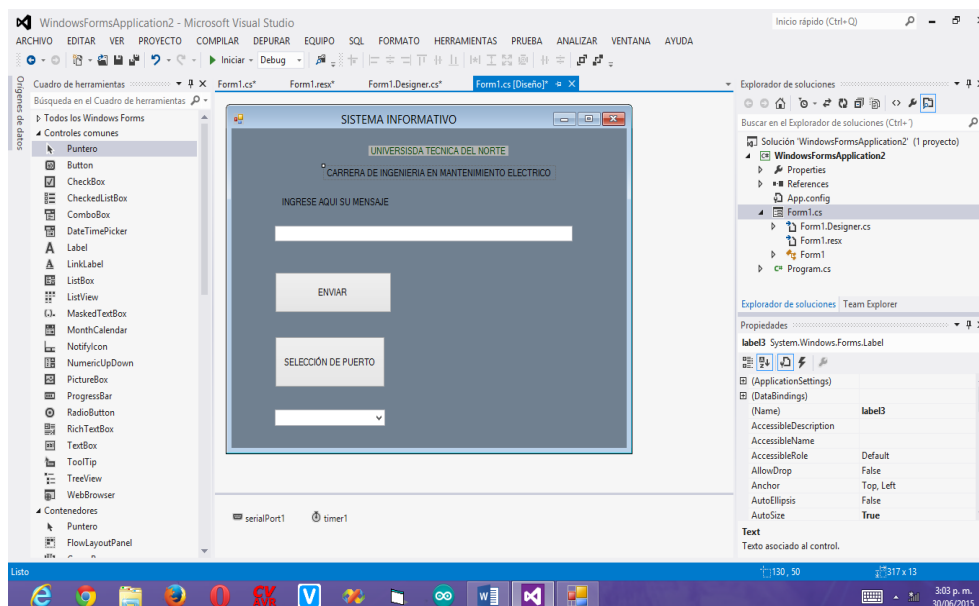 WindowsFormsApplication2 - Microsoft Visual Studio
Inicio rápido (Ctrl+Q)
ARCHIVO EDITAR VER PROYECTO COMPILAR DEPURAR EQUIPO SQL FORMATO HERRAMIENTAS PRUEBA ANALIZAR VENTANA AYUDA
Iniciar Debug
Orígenes de datos
Cuadro de herramientas
Búsqueda en el Cuadro de herramientas
Todos los Windows Forms
Controles comunes
Puntero
Button
CheckBox
CheckedListBox
ComboBox
DateTimePicker
Label
LinkLabel
ListBox
ListView
MaskedTextBox
MonthCalendar
NotifyIcon
NumericUpDown
PictureBox
ProgressBar
RadioButton
RichTextBox
TextBox
ToolTip
TreeView
WebBrowser
Contenedores
Puntero
FlowLayoutPanel
Form1.cs* Form1.resx* Form1.Designer.cs* Form1.cs [Diseño]*
SISTEMA INFORMATIVO
UNIVERSISDA TECNICA DEL NORTE
CARRERA DE INGENIERIA EN MANTENIMIENTO ELECTRICO
INGRESE AQUI SU MENSAJE
ENVIAR
SELECCIÓN DE PUERTO
serialPort1 timer1
Explorador de soluciones
Buscar en el Explorador de soluciones (Ctrl+´)
Solución 'WindowsFormsApplication2' (1 proyecto)
WindowsFormsApplication2
Properties
References
App.config
Form1.cs
Form1.Designer.cs
Form1.resx
Form1
Program.cs
Explorador de soluciones Team Explorer
Propiedades
label3 System.Windows.Forms.Label
(ApplicationSettings)
(DataBindings)
(Name) label3
AccessibleDescription
AccessibleName
AccessibleRole Default
AllowDrop False
Anchor Top, Left
AutoEllipsis False
AutoSize True
Text
Texto asociado al control.
Listo
130 , 50 317 x 13
3:03 p. m.
30/06/2015